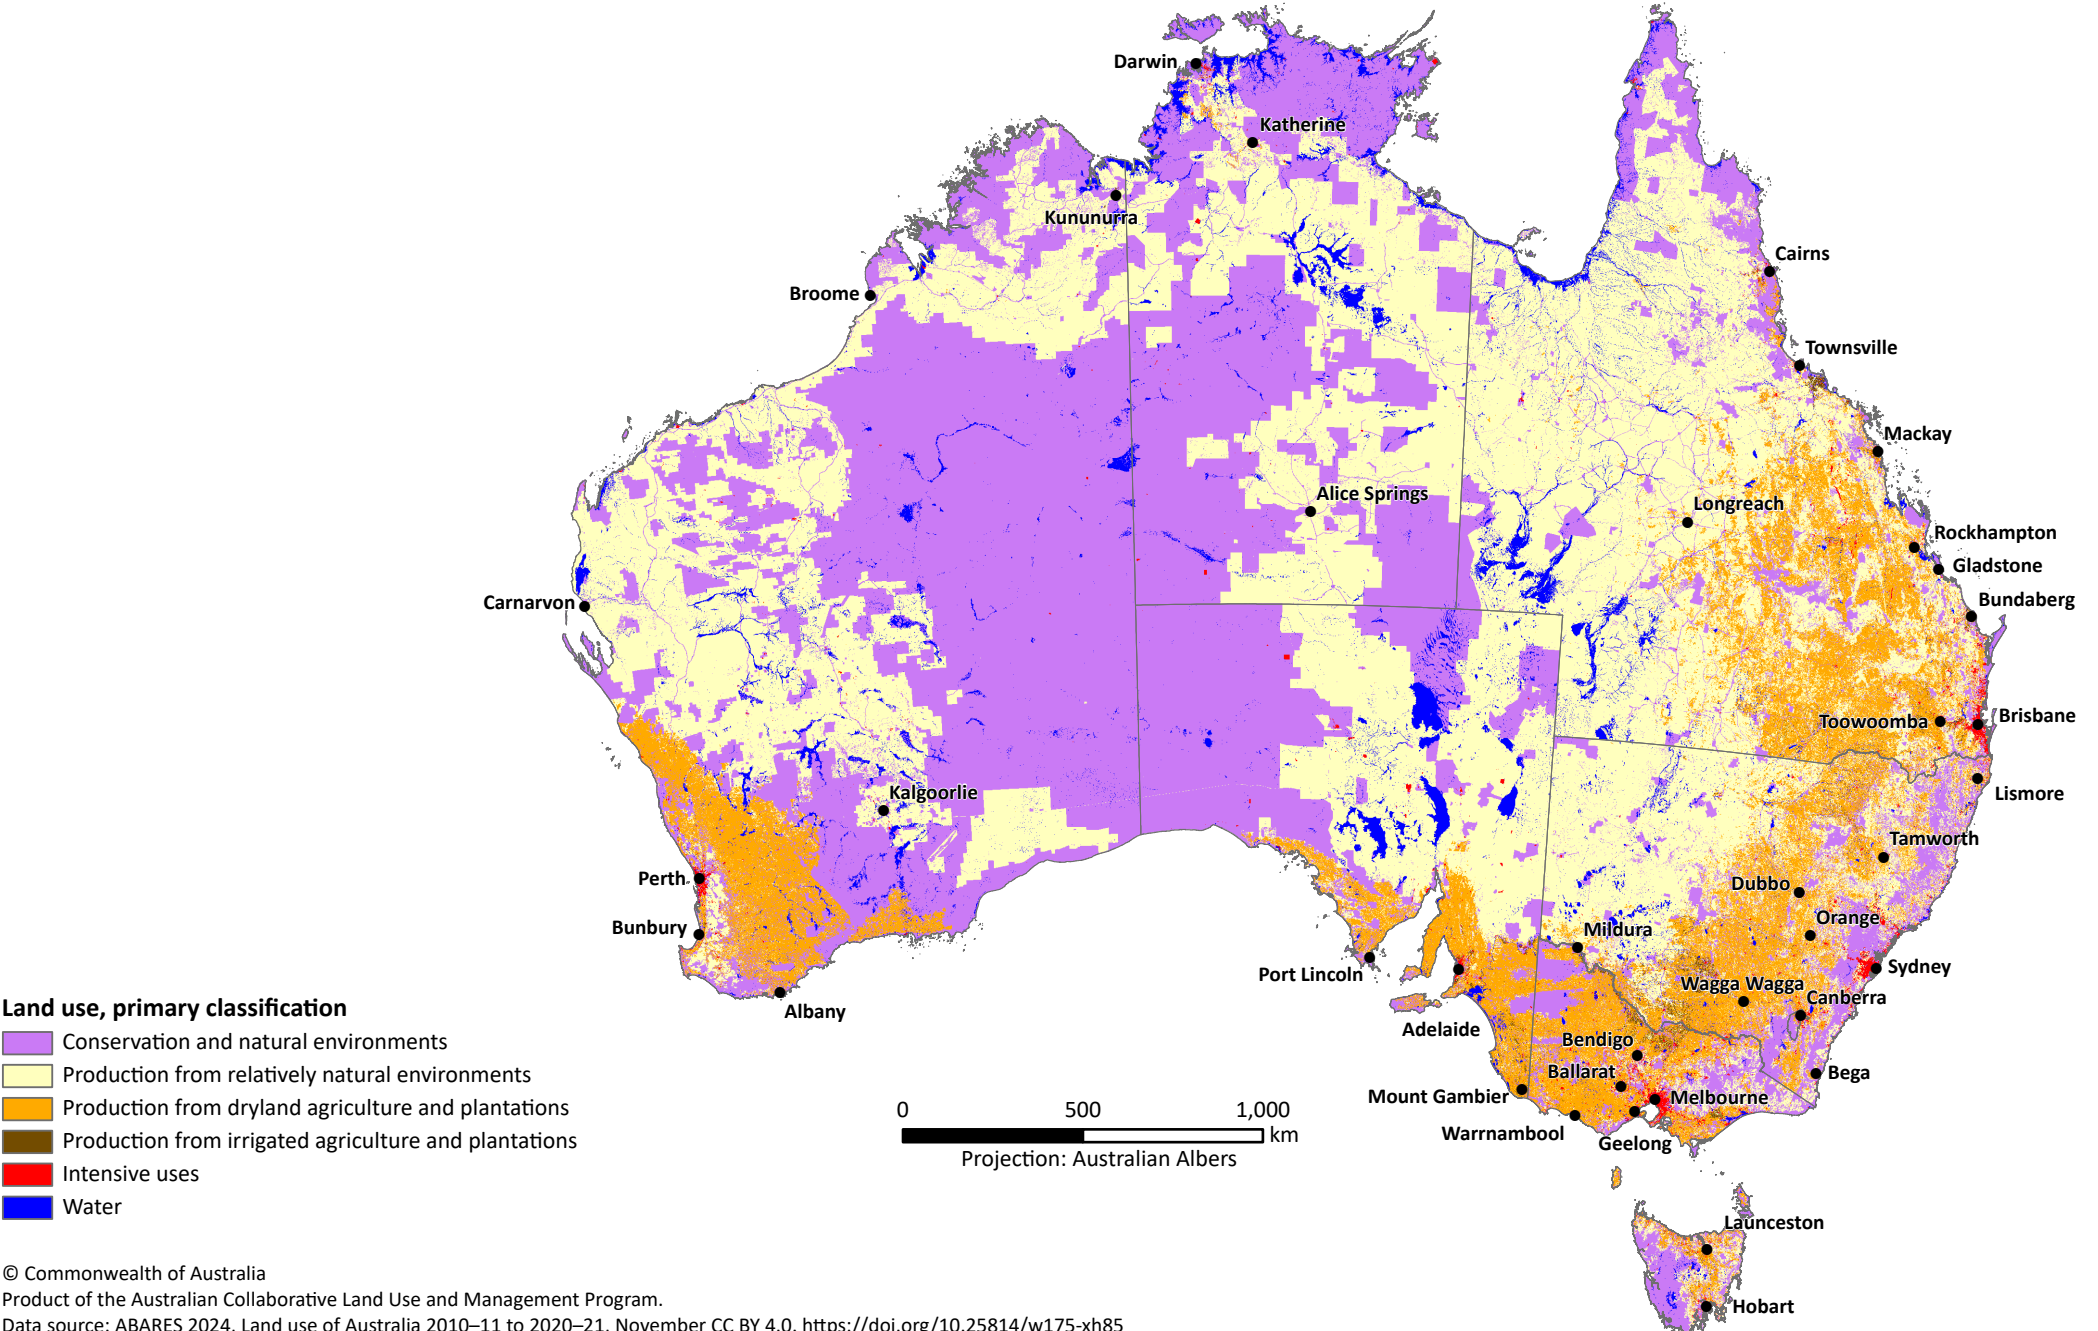 Darwin
Katherine
Kununurra
Cairns
Broome
Townsville
Mackay
Alice Springs
Longreach
Rockhampton
Gladstone
Carnarvon
Bundaberg
Brisbane
Toowoomba
Kalgoorlie
Lismore
Tamworth
Perth
Dubbo
Orange
Bunbury
Mildura
Port Lincoln
Sydney
Wagga Wagga
Canberra
Albany
Adelaide
Bendigo
Ballarat
Bega
Mount Gambier
Melbourne
Warrnambool
Geelong
Launceston
Hobart
Land use, primary classification
Conservation and natural environments
Production from relatively natural environments
Production from dryland agriculture and plantations
Production from irrigated agriculture and plantations
Intensive uses
Water
0 500 1,000
km
Projection: Australian Albers
© Commonwealth of Australia
Product of the Australian Collaborative Land Use and Management Program.
Data source: ABARES 2024, Land use of Australia 2010–11 to 2020–21, November CC BY 4.0. https://doi.org/10.25814/w175-xh85